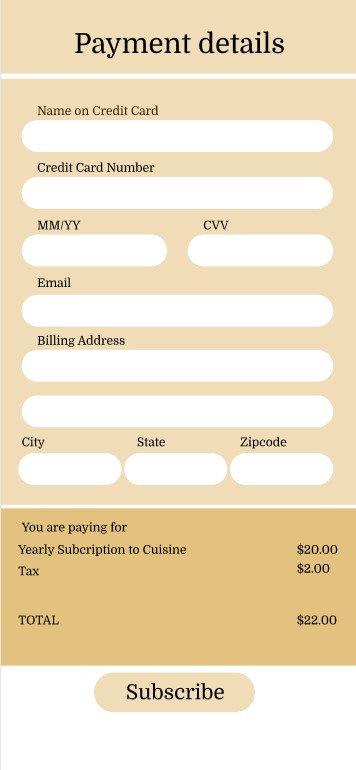 Payment details
Name on Credit Card
Credit Card Number
MM/YY CVV
Email
Billing Address
City State Zipcode
You are paying for
Yearly Subcription to Cuisine $20.00
Tax $2.00
TOTAL $22.00
Subscribe